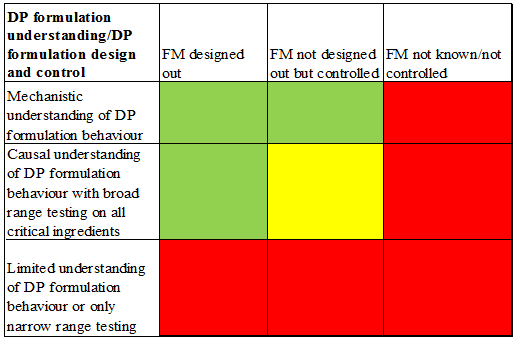 DP formulation
understanding/DP
formulation design
and control
FM designed
out
FM not designed
out but controlled
FM not known/not
controlled
Mechanistic
understanding of DP
formulation behaviour
Causal understanding
of DP formulation
behaviour with broad
range testing on all
critical ingredients
Limited understanding
of DP formulation
behaviour or only
narrow range testing